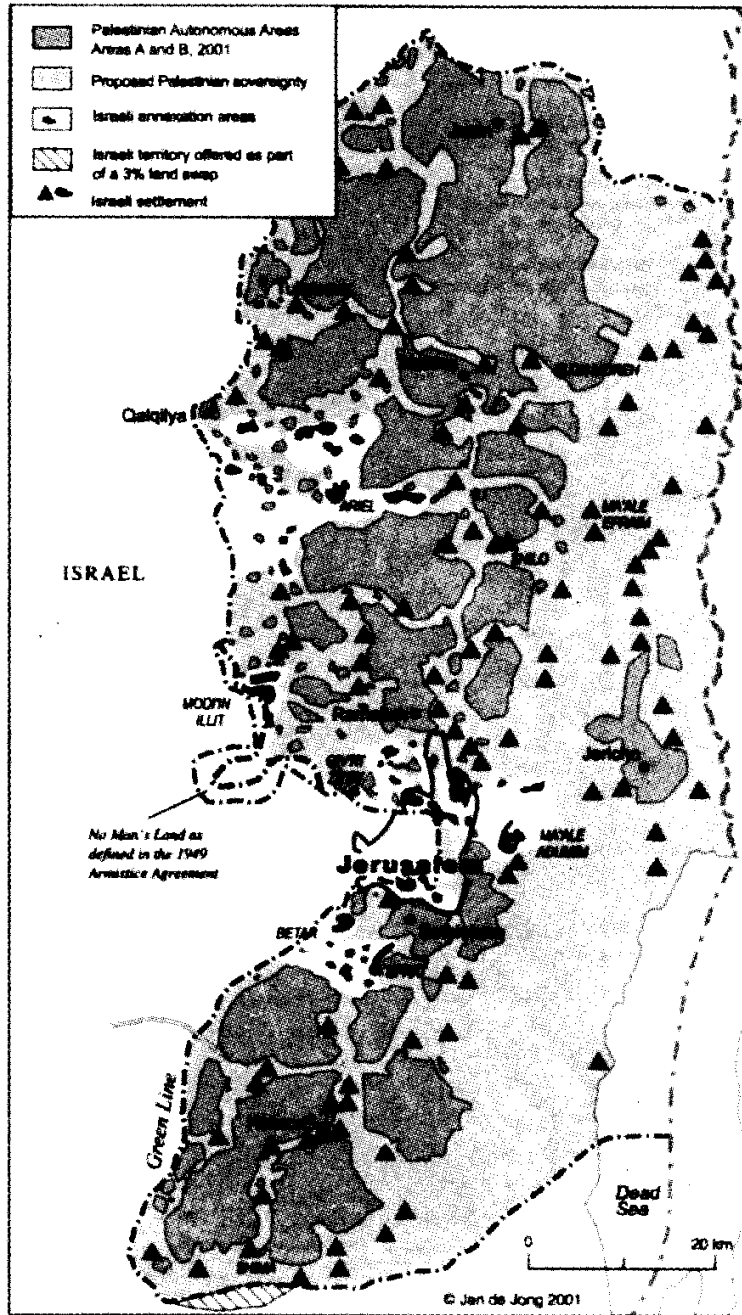 Palestinian Autonomous Areas
Areas A and B, 2001
Proposed Palestinian sovereignty
Israeli annexation areas
Israeli territory offered as part
of a 3% land swap
Israeli settlement
Qalqilya
ARIEL
MA'ALE
EFRAIM
SHILO
ISRAEL
MODI'IN
ILLIT
Ramallah
Jericho
No Man's Land as
defined in the 1949
Armistice Agreement
MA'ALE
ADUMIM
Jerusalem
BETAR
Green Line
Dead
Sea
0 20 km
© Jan de Jong 2001